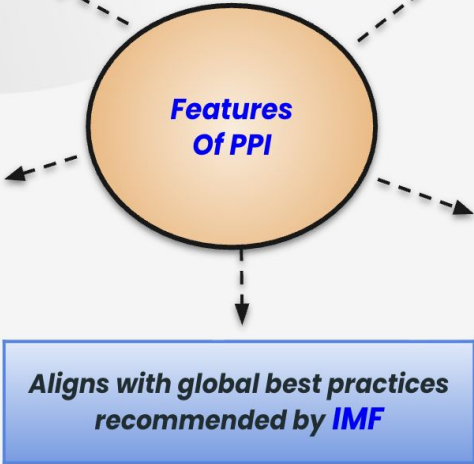 Features
Of PPI
Aligns with global best practices
recommended by IMF